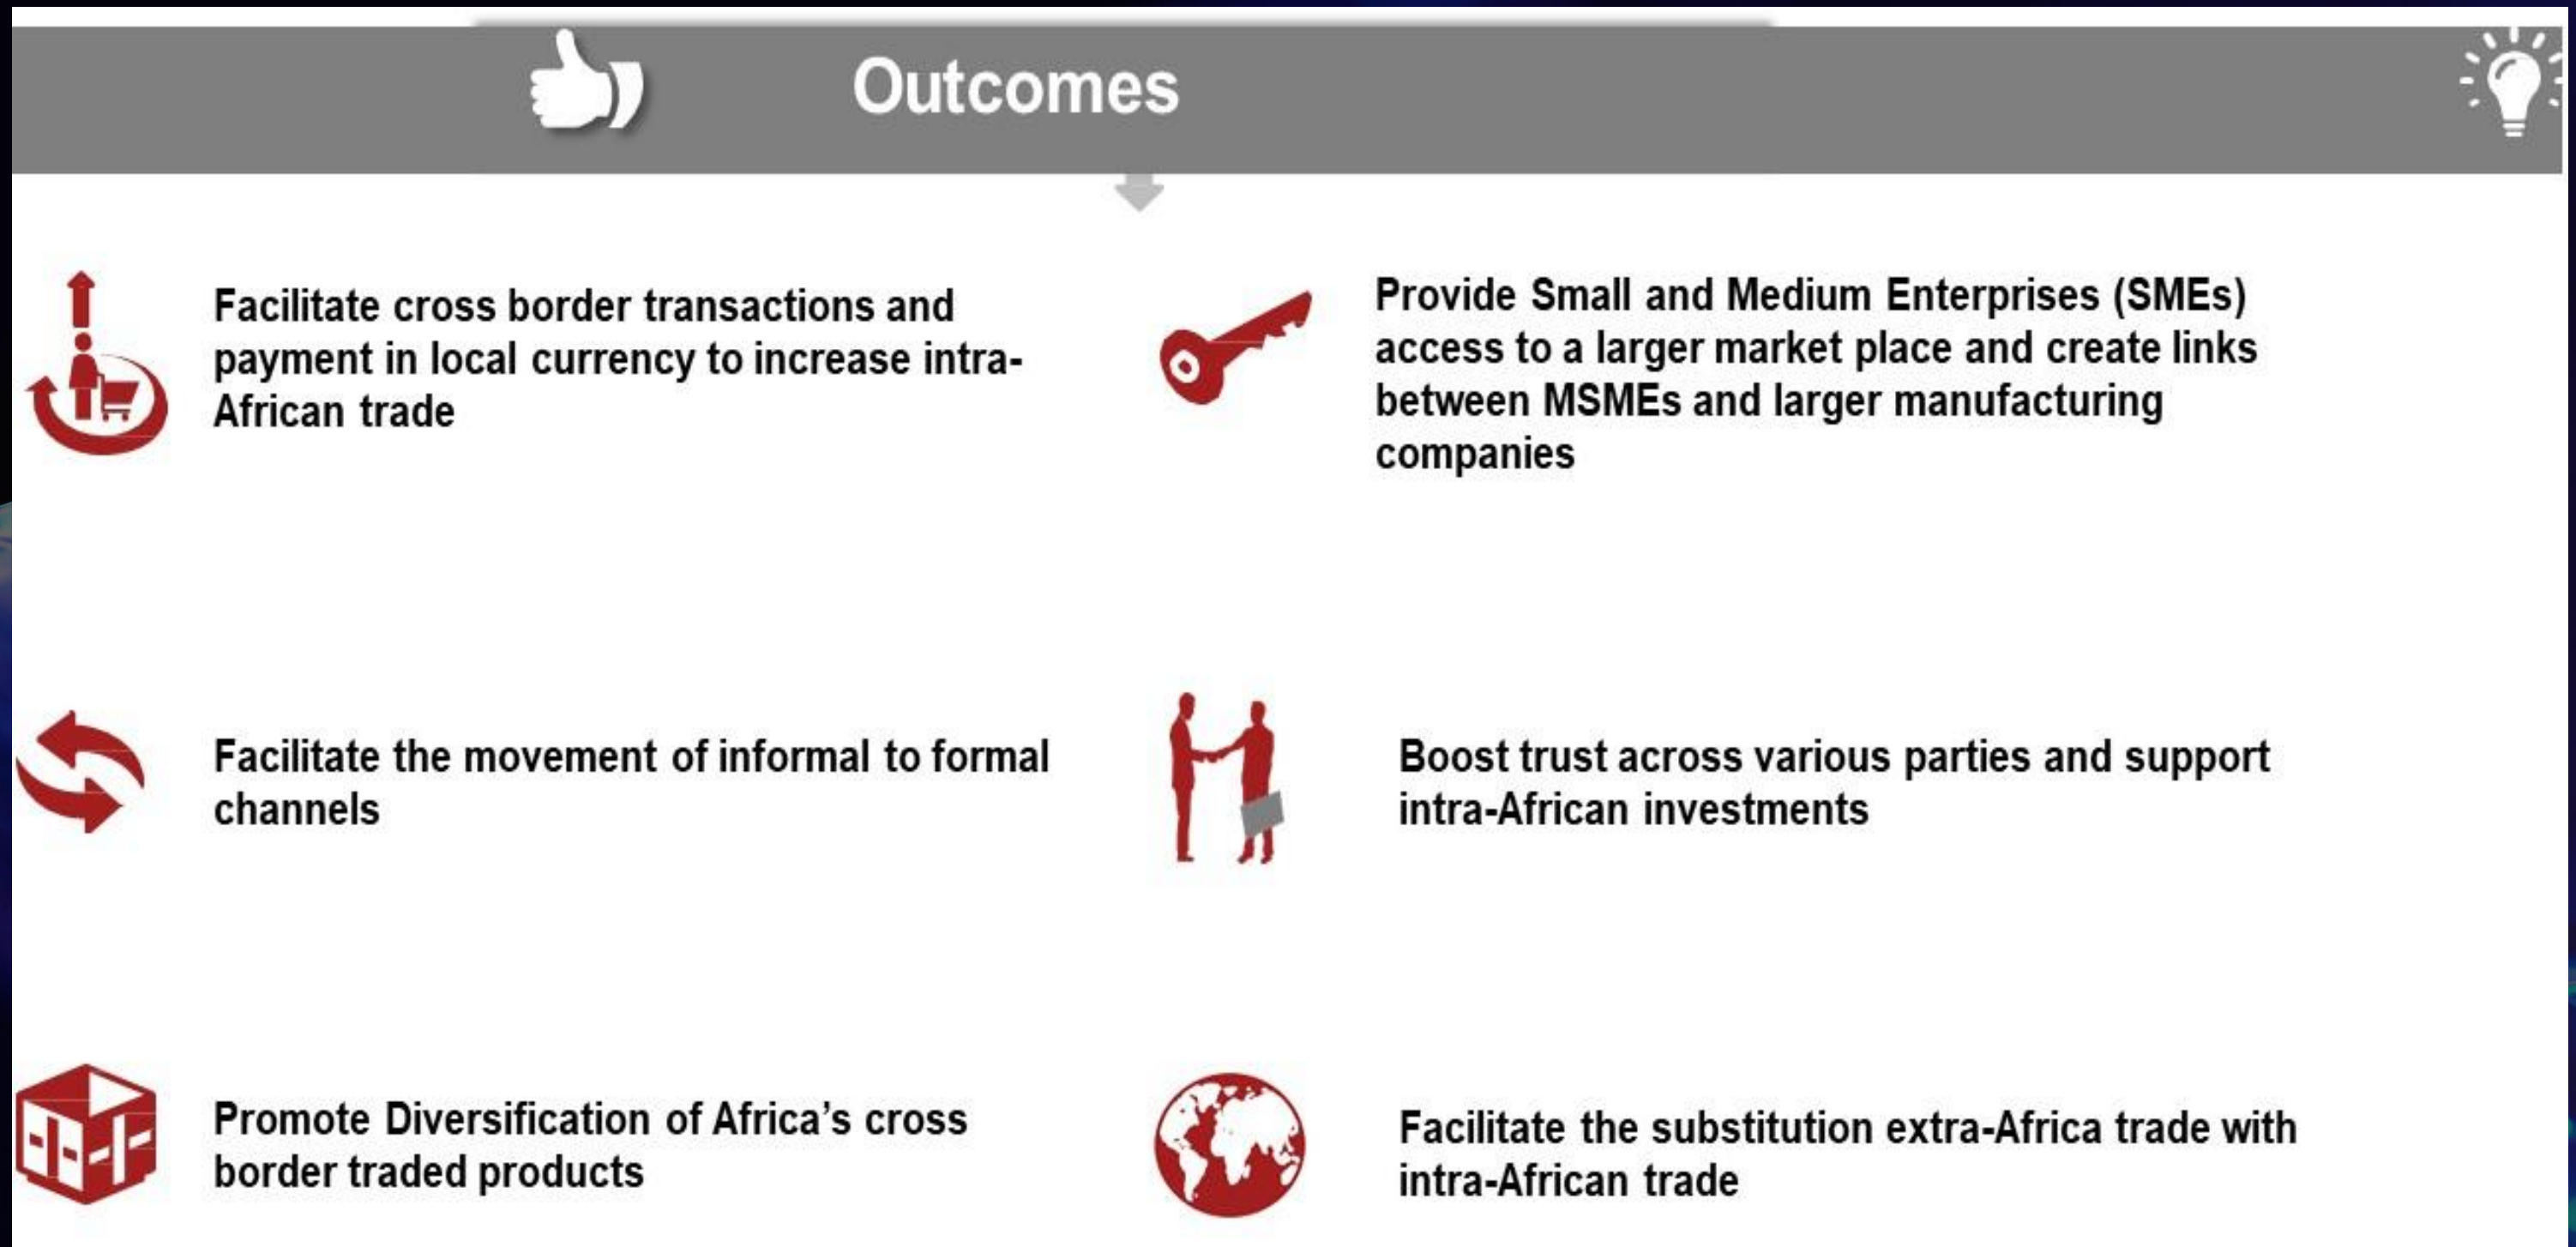 Outcomes
Facilitate cross border transactions and
payment in local currency to increase intra-
African trade
Provide Small and Medium Enterprises (SMEs)
access to a larger market place and create links
between MSMEs and larger manufacturing
companies
Facilitate the movement of informal to formal
channels
Boost trust across various parties and support
intra-African investments
Promote Diversification of Africa’s cross
border traded products
Facilitate the substitution extra-Africa trade with
intra-African trade